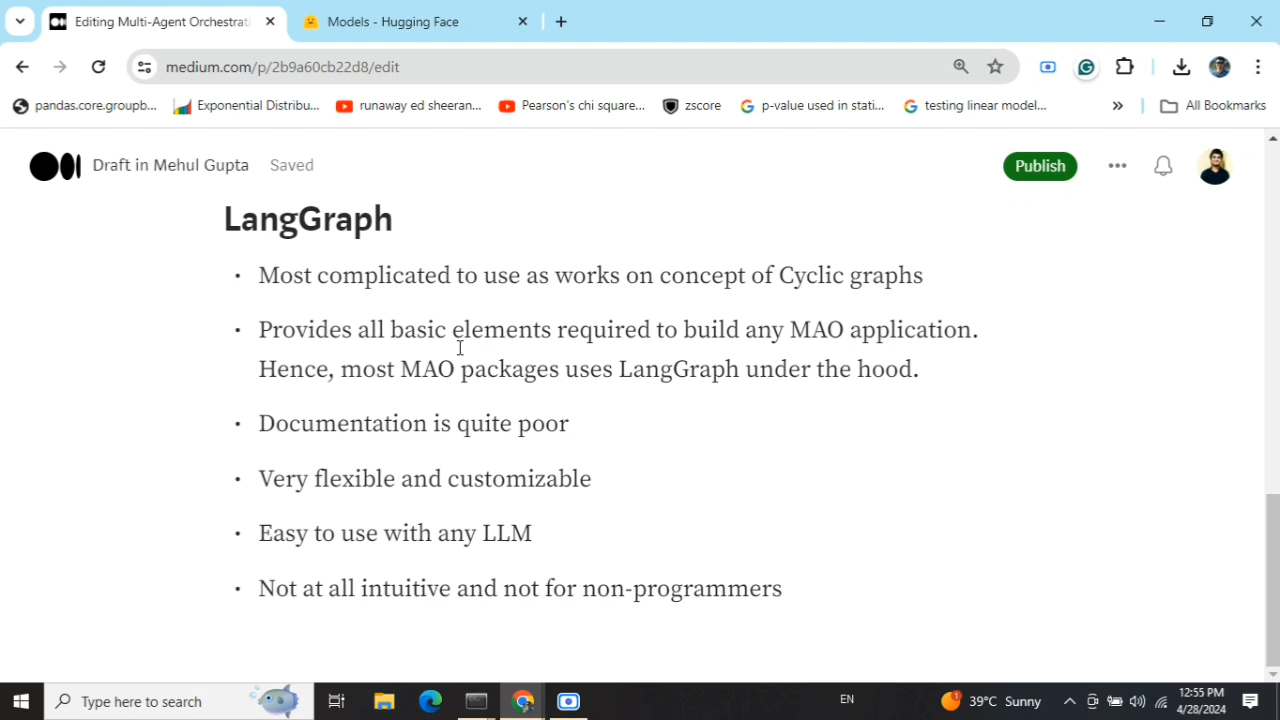 Editing Multi-Agent Orchestrati
Models - Hugging Face
medium.com/p/2b9a60cb22d8/edit
pandas.core.groupb...
Exponential Distribu...
runaway ed sheeran...
Pearson's chi square...
zscore
p-value used in stati...
testing linear model...
»
All Bookmarks
Draft in Mehul Gupta
Saved
Publish
LangGraph
• Most complicated to use as works on concept of Cyclic graphs
• Provides all basic elements required to build any MAO application.
Hence, most MAO packages uses LangGraph under the hood.
• Documentation is quite poor
• Very flexible and customizable
• Easy to use with any LLM
• Not at all intuitive and not for non-programmers
Type here to search
EN
1
39°C Sunny
12:55 PM
4/28/2024